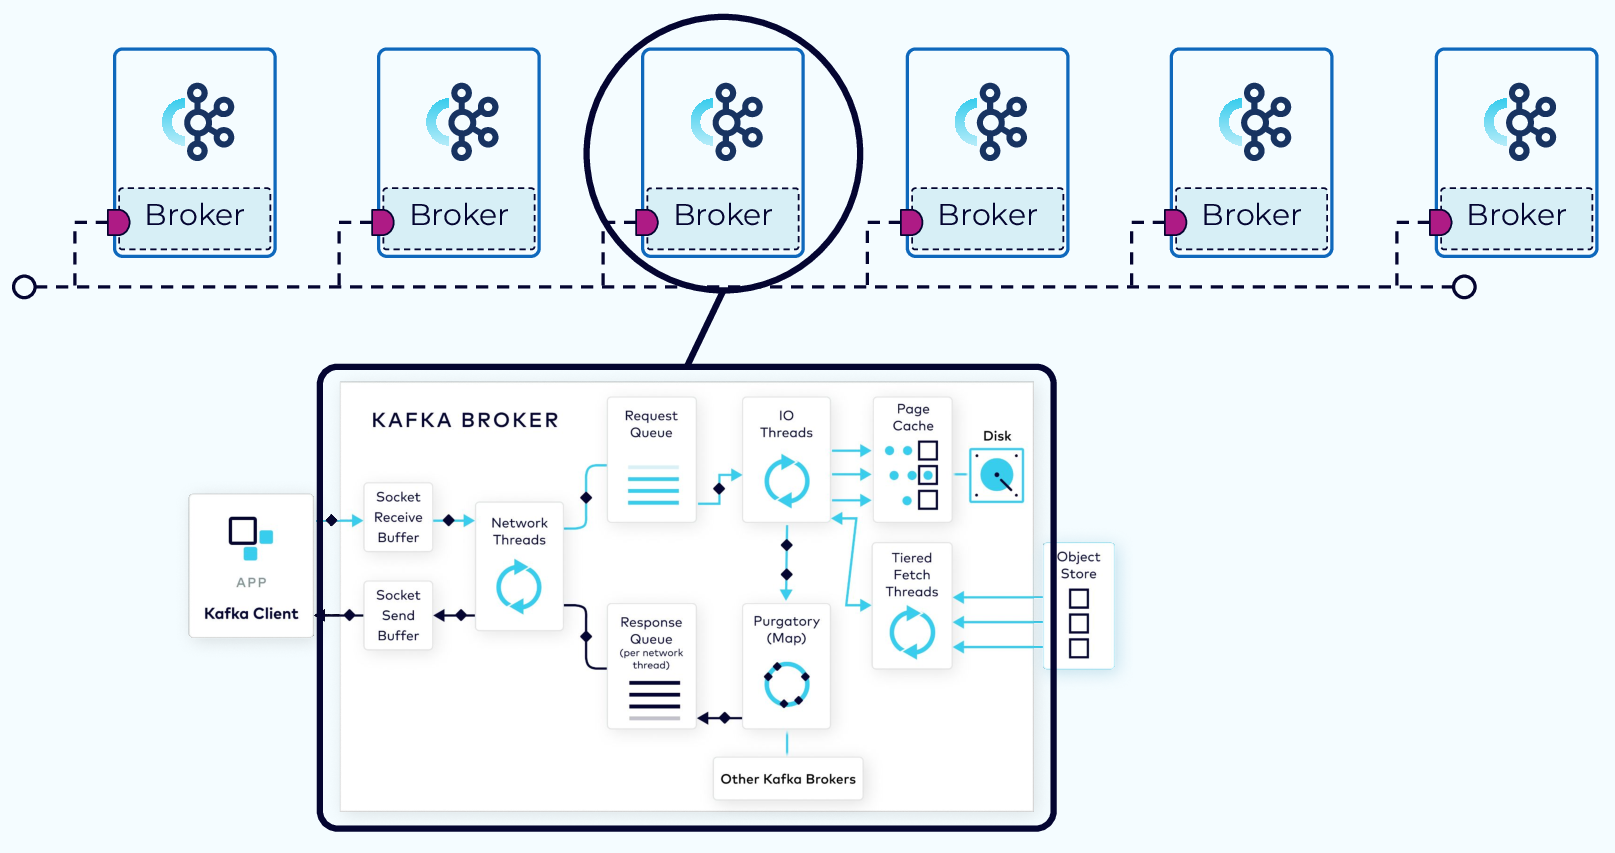 Broker
Broker
Broker
Broker
Broker
Broker
KAFKA BROKER
Request
Queue
IO
Threads
Page
Cache
Disk
Socket
Receive
Buffer
Network
Threads
APP
Kafka Client
Socket
Send
Buffer
Response
Queue
(per network
thread)
Purgatory
(Map)
Tiered
Fetch
Threads
Object
Store
Other Kafka Brokers